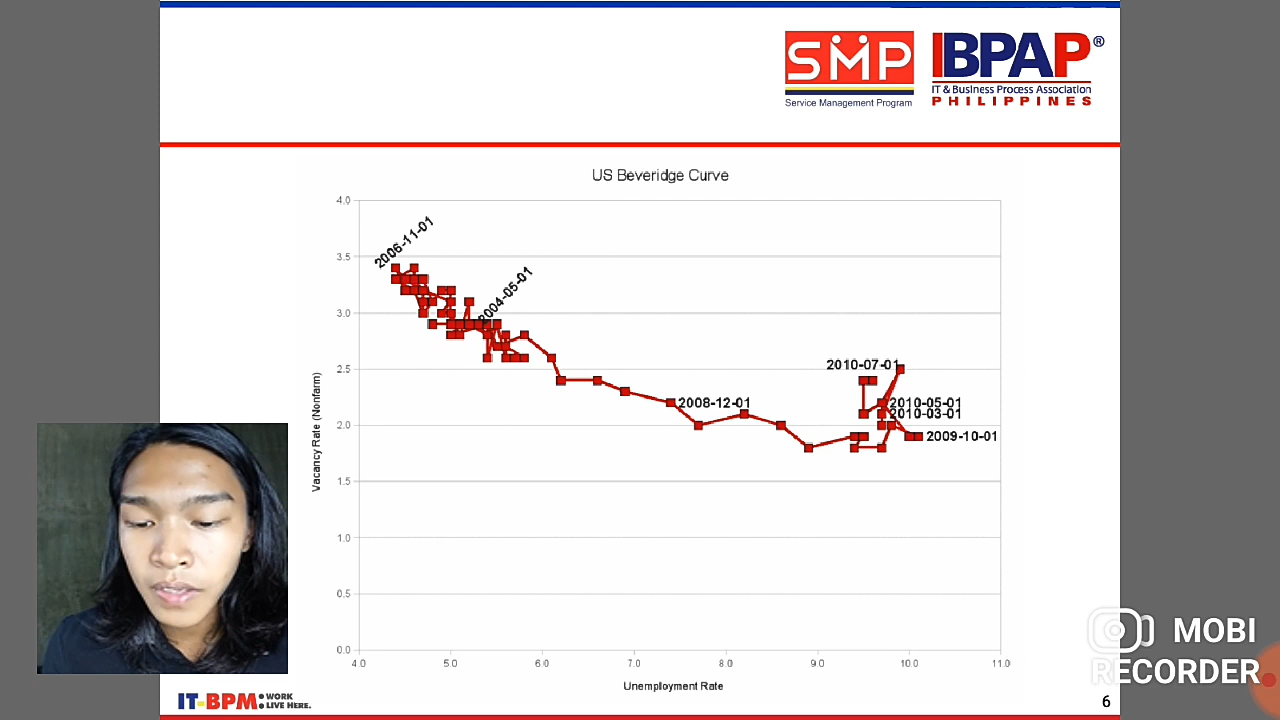 SMP
Service Management Program
IBPAP®
IT & Business Process Association
PHILIPPINES
US Beveridge Curve
4.0
3.5
3.0
2.5
2.0
1.5
1.0
0.5
0.0
Vacancy Rate (Nonfarm)
2006-11-01
2004-05-01
2008-12-01
2010-07-01
2010-05-01
2010-03-01
2009-10-01
4.0 5.0 6.0 7.0 8.0 9.0 10.0 11.0
Unemployment Rate
IT-BPM: WORK
LIVE HERE.
6
MOBI
RECORDER